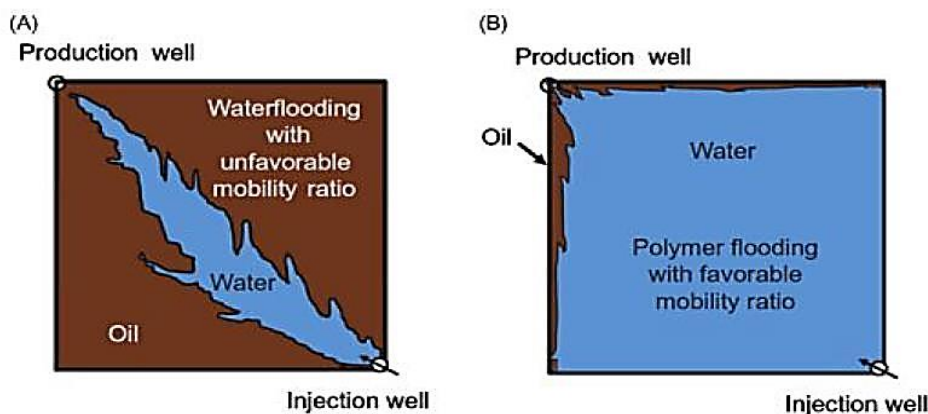 (A)
Production well
Waterflooding
with
unfavorable
mobility ratio
Water
Oil
Injection well
(B)
Production well
Oil
Water
Polymer flooding
with favorable
mobility ratio
Injection well